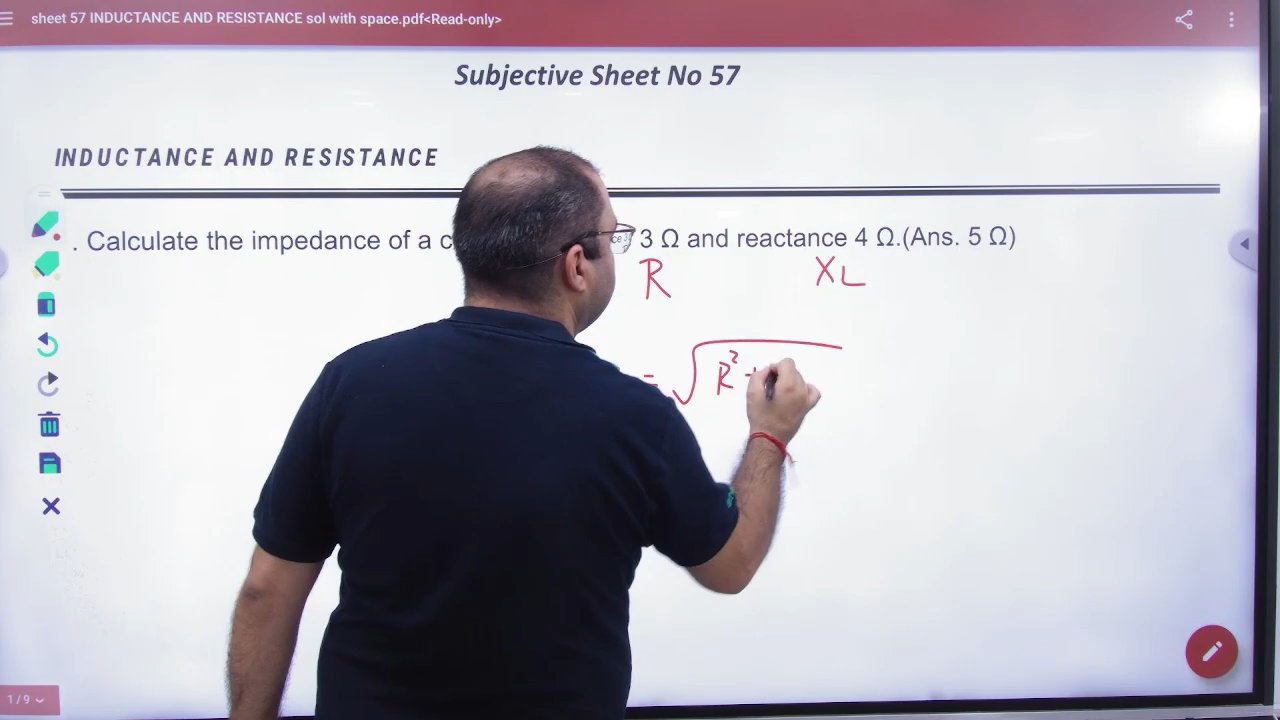 sheet 57 INDUCTANCE AND RESISTANCE sol with space.pdf<Read-only>
Subjective Sheet No 57
INDUCTANCE AND RESISTANCE
. Calculate the impedance of a c 3 Ω and reactance 4 Ω.(Ans. 5 Ω)
R XL
= √ R² +
1 / 9